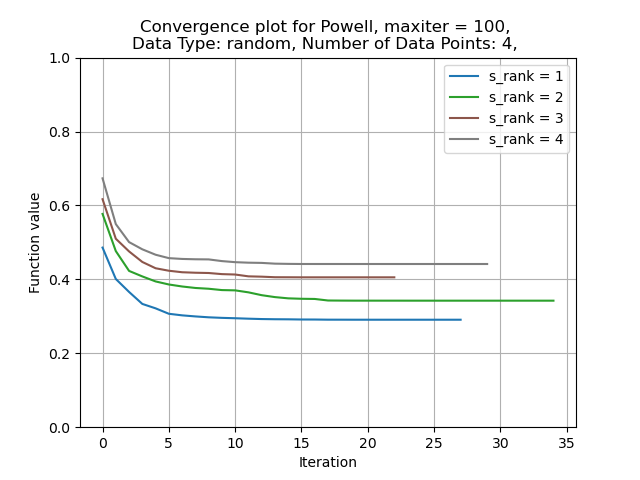 Convergence plot for Powell, maxiter = 100,
Data Type: random, Number of Data Points: 4,
s_rank = 1
s_rank = 2
s_rank = 3
s_rank = 4
Function value
1.0
0.8
0.6
0.4
0.2
0.0
0 5 10 15 20 25 30 35
Iteration